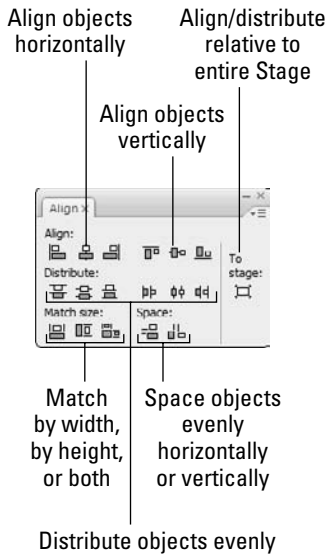 Align objects
horizontally
Align/distribute
relative to
entire Stage
Align objects
vertically
Align ×
Align:
To
stage:
Distribute:
Match size:
Space:
Match
by width,
by height,
or both
Space objects
evenly
horizontally
or vertically
Distribute objects evenly